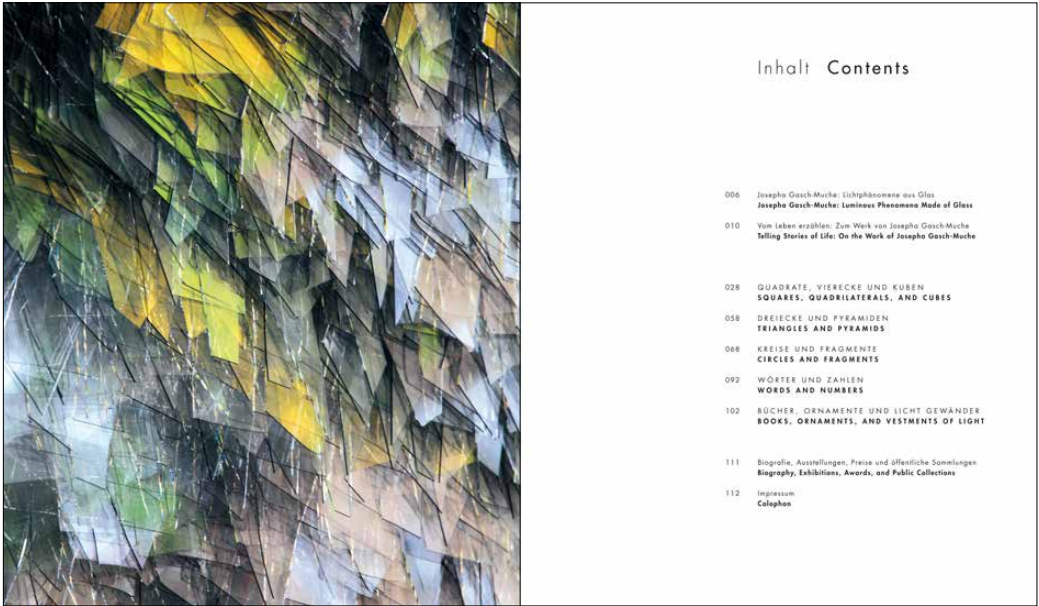 Inhalt Contents
006 Josepha Gasch-Muche: Lichtphänomene aus Glas
Josepha Gasch-Muche: Luminous Phenomena Made of Glass
010 Vom Leben erzählen: Zum Werk von Josepha Gasch-Muche
Telling Stories of Life: On the Work of Josepha Gasch-Muche
028 QUADRATE, VIERECKE UND KUBEN
SQUARES, QUADRILATERALS, AND CUBES
058 DREIECKE UND PYRAMIDEN
TRIANGLES AND PYRAMIDS
068 KREISE UND FRAGMENTE
CIRCLES AND FRAGMENTS
092 WÖRTER UND ZAHLEN
WORDS AND NUMBERS
102 BÜCHER, ORNAMENTE UND LICHT GEWÄNDER
BOOKS, ORNAMENTS, AND VESTMENTS OF LIGHT
111 Biografie, Ausstellungen, Preise und öffentliche Sammlungen
Biography, Exhibitions, Awards, and Public Collections
112 Impressum
Colophon